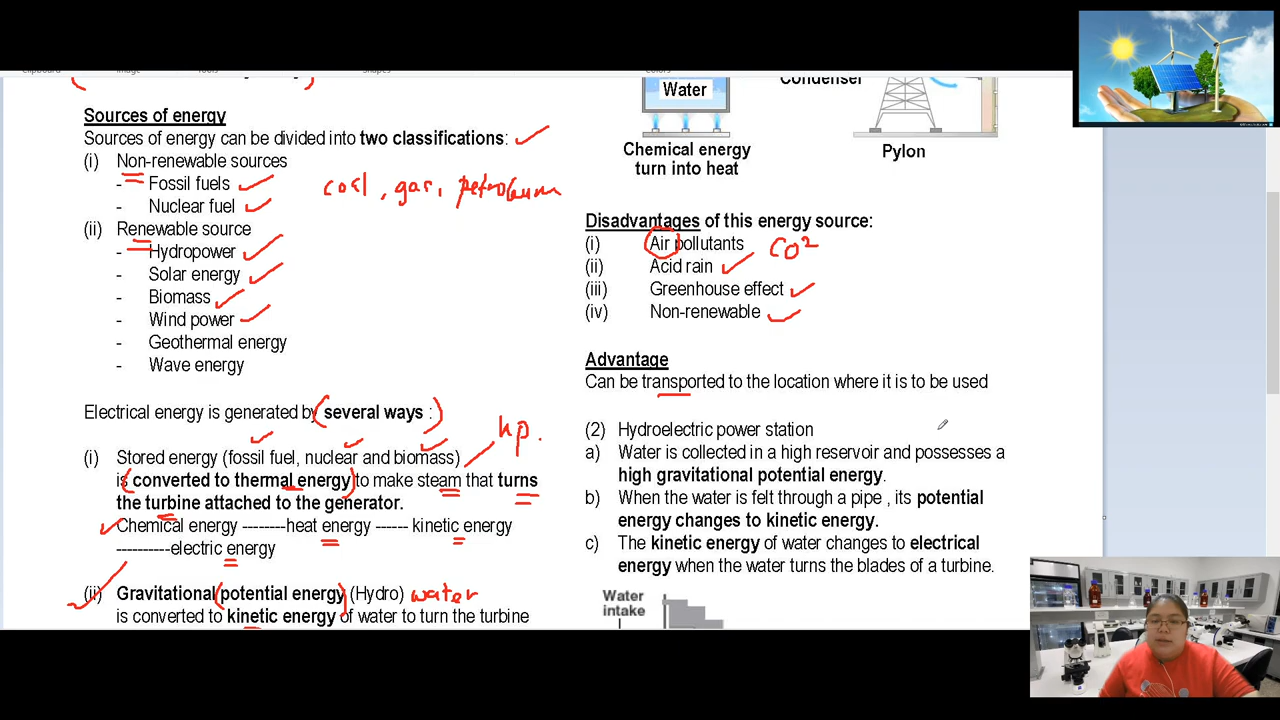 Sources of energy
Sources of energy can be divided into two classifications:
(i) Non-renewable sources
- Fossil fuels
coal, gas, petroleum
- Nuclear fuel
(ii) Renewable source
- Hydropower
- Solar energy
- Biomass
- Wind power
- Geothermal energy
- Wave energy
Electrical energy is generated by (several ways :)
hp.
(i) Stored energy (fossil fuel, nuclear and biomass)
is converted to thermal energy to make steam that turns
the turbine attached to the generator.
Chemical energy --------heat energy ------ kinetic energy
----------electric energy
(ii) Gravitational potential energy (Hydro) water
is converted to kinetic energy of water to turn the turbine
Water
Condenser
Chemical energy
turn into heat
Pylon
Disadvantages of this energy source:
(i) Air pollutants CO2
(ii) Acid rain
(iii) Greenhouse effect
(iv) Non-renewable
Advantage
Can be transported to the location where it is to be used
(2) Hydroelectric power station
a) Water is collected in a high reservoir and possesses a
high gravitational potential energy.
b) When the water is felt through a pipe , its potential
energy changes to kinetic energy.
c) The kinetic energy of water changes to electrical
energy when the water turns the blades of a turbine.
Water
intake